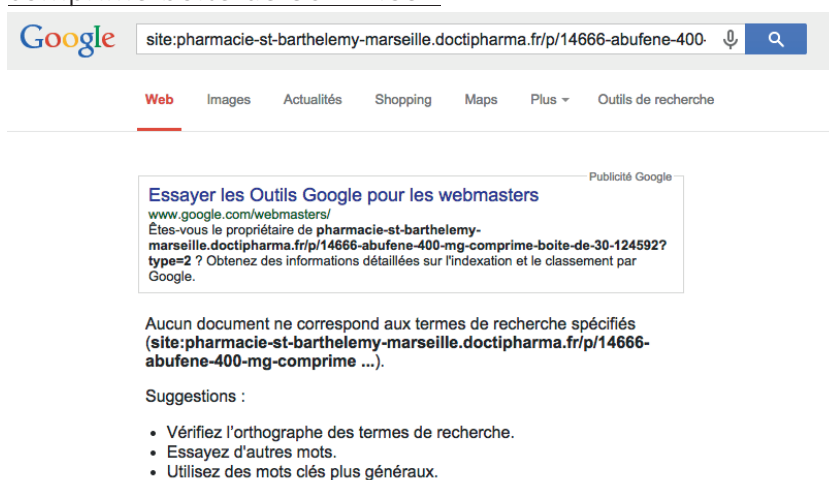 Google
site:pharmacie-st-barthelemy-marseille.doctipharma.fr/p/14666-abufene-400-
Web Images Actualités Shopping Maps Plus Outils de recherche
Publicité Google
Essayer les Outils Google pour les webmasters
www.google.com/webmasters/
Êtes-vous le propriétaire de pharmacie-st-barthelemy-
marseille.doctipharma.fr/p/14666-abufene-400-mg-comprime-boite-de-30-124592?
type=2 ? Obtenez des informations détaillées sur l'indexation et le classement par
Google.
Aucun document ne correspond aux termes de recherche spécifiés
(site:pharmacie-st-barthelemy-marseille.doctipharma.fr/p/14666-
abufene-400-mg-comprime ...).
Suggestions :
• Vérifiez l’orthographe des termes de recherche.
• Essayez d'autres mots.
• Utilisez des mots clés plus généraux.